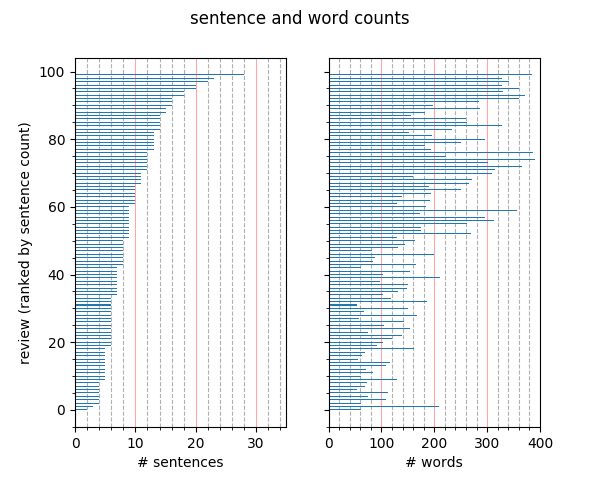 sentence and word counts
review (ranked by sentence count)
100
80
60
40
20
0
0 10 20 30
# sentences
0 100 200 300 400
# words